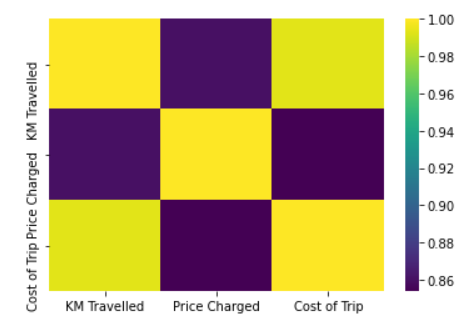 KM Travelled
Price Charged
Cost of Trip
KM Travelled Price Charged Cost of Trip
1.00
0.98
0.96
0.94
0.92
0.90
0.88
0.86